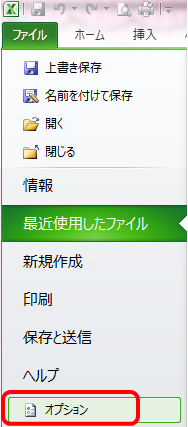 ファイル ホーム 挿入
上書き保存
名前を付けて保存
開く
閉じる
情報
最近使用したファイル
新規作成
印刷
保存と送信
ヘルプ
オプション